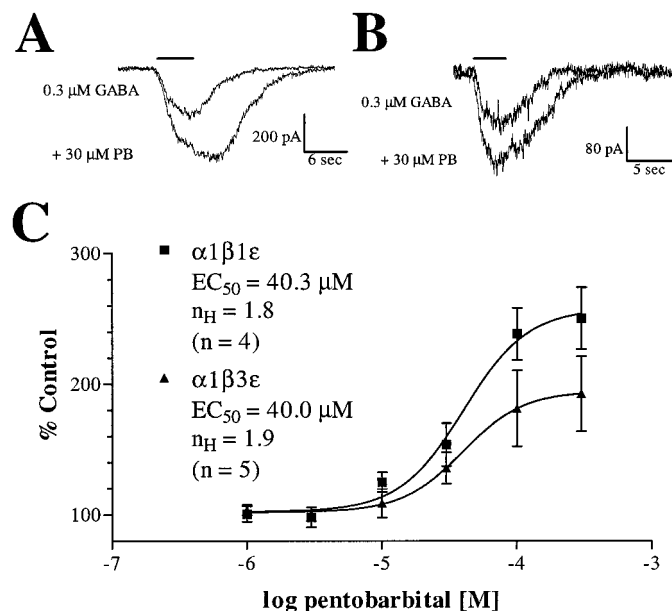 A
B
0.3 μM GABA
0.3 μM GABA
+ 30 μM PB
200 pA
6 sec
+ 30 μM PB
80 pA
5 sec
C
300
200
100
% Control
α1β1ε
EC50 = 40.3 μM
nH = 1.8
(n = 4)
α1β3ε
EC50 = 40.0 μM
nH = 1.9
(n = 5)
-7 -6 -5 -4 -3
log pentobarbital [M]